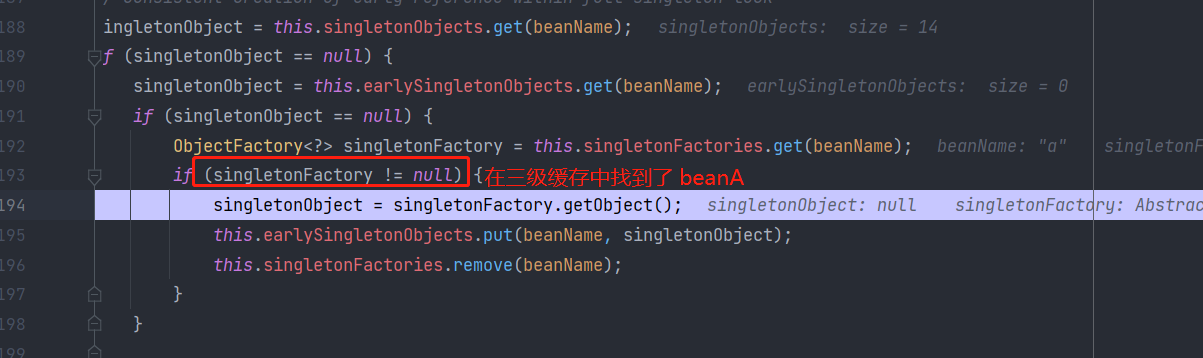 188 ingletonObject = this.singletonObjects.get(beanName); singletonObjects: size = 14
189 f (singletonObject == null) {
190 singletonObject = this.earlySingletonObjects.get(beanName); earlySingletonObjects: size = 0
191 if (singletonObject == null) {
192 ObjectFactory<?> singletonFactory = this.singletonFactories.get(beanName); beanName: "a" singletonF
193 if (singletonFactory != null) { 在三级缓存中找到了 beanA
194 singletonObject = singletonFactory.getObject(); singletonObject: null singletonFactory: Abstrac
195 this.earlySingletonObjects.put(beanName, singletonObject);
196 this.singletonFactories.remove(beanName);
197 }
198 }
199